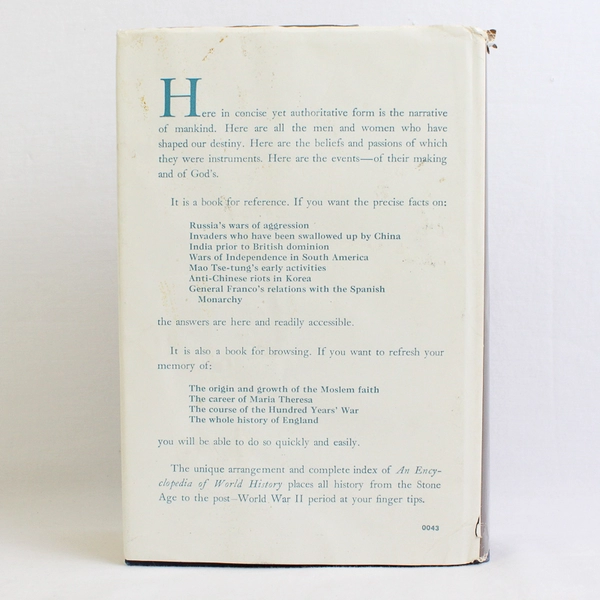 Here in concise yet authoritative form is the narrative
of mankind. Here are all the men and women who have
shaped our destiny. Here are the beliefs and passions of which
they were instruments. Here are the events—of their making
and of God's.
It is a book for reference. If you want the precise facts on:
Russia's wars of aggression
Invaders who have been swallowed up by China
India prior to British dominion
Wars of Independence in South America
Mao Tse-tung's early activities
Anti-Chinese riots in Korea
General Franco's relations with the Spanish
Monarchy
the answers are here and readily accessible.
It is also a book for browsing. If you want to refresh your
memory of:
The origin and growth of the Moslem faith
The career of Maria Theresa
The course of the Hundred Years' War
The whole history of England
you will be able to do so quickly and easily.
The unique arrangement and complete index of An Ency-
clopedia of World History places all history from the Stone
Age to the post–World War II period at your finger tips.
0043